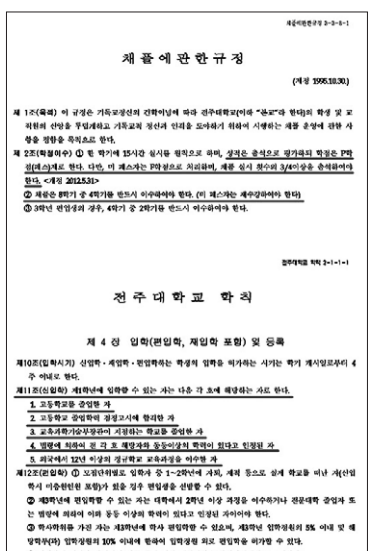 채플에관한규정 3-3-8-1
채 플 에 관 한 규 정
(제정 1995.10.30.)
제 1조(목적) 이 규정은 기독교정신의 건학이념에 따라 전주대학교(이하 “본교”라 한다)의 학생 및 교
직원의 신앙을 투입케하고 기독교적 정신과 인격을 도야하기 위하여 시행하는 채플 운영에 관한 사
항을 정함을 목적으로 한다.
제 2조(학점이수) ① 한 학기에 15시간 실시를 원칙으로 하며, 성적은 출석으로 평가하되 학점은 P학
점(패스)제로 한다. 다만, 미 패스자는 F학점으로 처리하며, 채플 실시 횟수의 3/4이상을 출석하여야
한다. <개정 2012.5.31>
② 채플은 8학기 중 4학기를 반드시 이수하여야 한다. (미 패스자는 재수강하여야 한다)
③ 3학년 편입생의 경우, 4학기 중 2학기를 반드시 이수하여야 한다.
전주대학교 학칙 2-1-1-1
전 주 대 학 교 학 칙
제 4 장 입학(편입학, 재입학 포함) 및 등록
제10조(입학시기) 신입학·재입학·편입학하는 학생의 입학을 허가하는 시기는 학기 개시일로부터 4
주 이내로 한다.
제11조(신입학) 제1학년에 입학할 수 있는 자는 다음 각 호에 해당하는 자로 한다.
1. 고등학교를 졸업한 자
2. 고등학교 졸업학력 검정고시에 합격한 자
3. 교육과학기술부장관이 지정하는 학교를 졸업한 자
4. 법령에 의하여 전 각 호 해당자와 동등이상의 학력이 있다고 인정된 자
5. 외국에서 12년 이상의 정규학교 교육과정을 이수한 자
제12조(편입학) ① 모집단위별로 입학자 중 1~2학년에 자퇴, 제적 등으로 실제 학교를 떠난 자(신입
학시 미충원인원 포함)가 있을 경우 편입생을 선발할 수 있다.
② 제3학년에 편입학할 수 있는 자는 대학에서 2학년 이상 과정을 이수하거나 전문대학 졸업자 또
는 법령에 의하여 이와 동등 이상의 학력이 있다고 인정된 자이어야 한다.
③ 학사학위를 가진 자는 제3학년에 학사 편입학할 수 있으며, 제3학년 입학정원의 5% 이내 및 해
당학부(과) 입학정원의 10% 이내에 한하여 입학정원 외로 편입학을 허가할 수 있다.